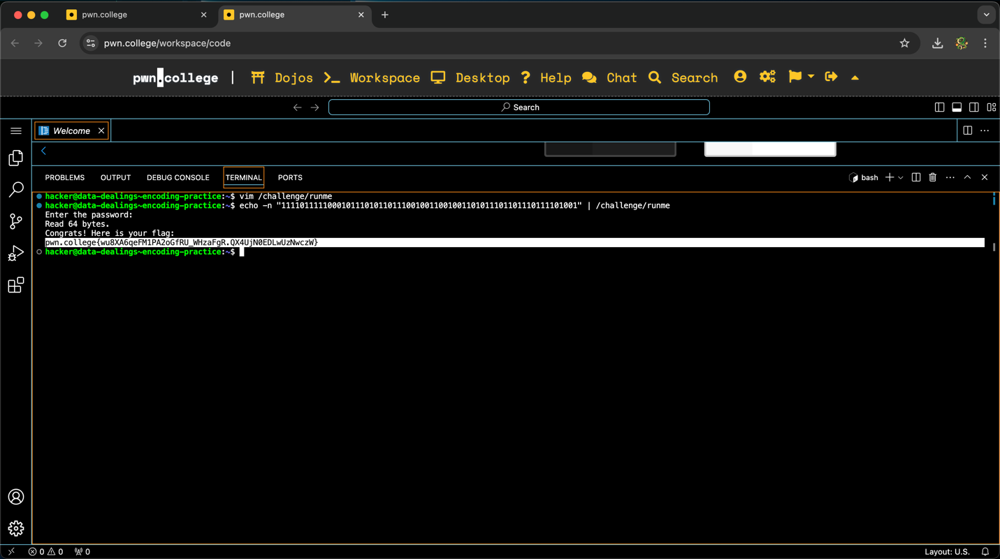 pwn.college
pwn.college
pwn.college/workspace/code
pwn.college | Dojos Workspace Desktop Help Chat Search
Search
Welcome
PROBLEMS OUTPUT DEBUG CONSOLE TERMINAL PORTS
bash
hacker@data-dealings~encoding-practice:~$ vim /challenge/runme
hacker@data-dealings~encoding-practice:~$ echo -n "1111011111000101110101101110010011001001101011101101110111101001" | /challenge/runme
Enter the password:
Read 64 bytes.
Congrats! Here is your flag:
pwn.college{wu8XA6qeFM1PA2oGfRU_WHzaFgR.QX4UjN0EDLwUzNwczW}
hacker@data-dealings~encoding-practice:~$
0 0 0
Layout: U.S.